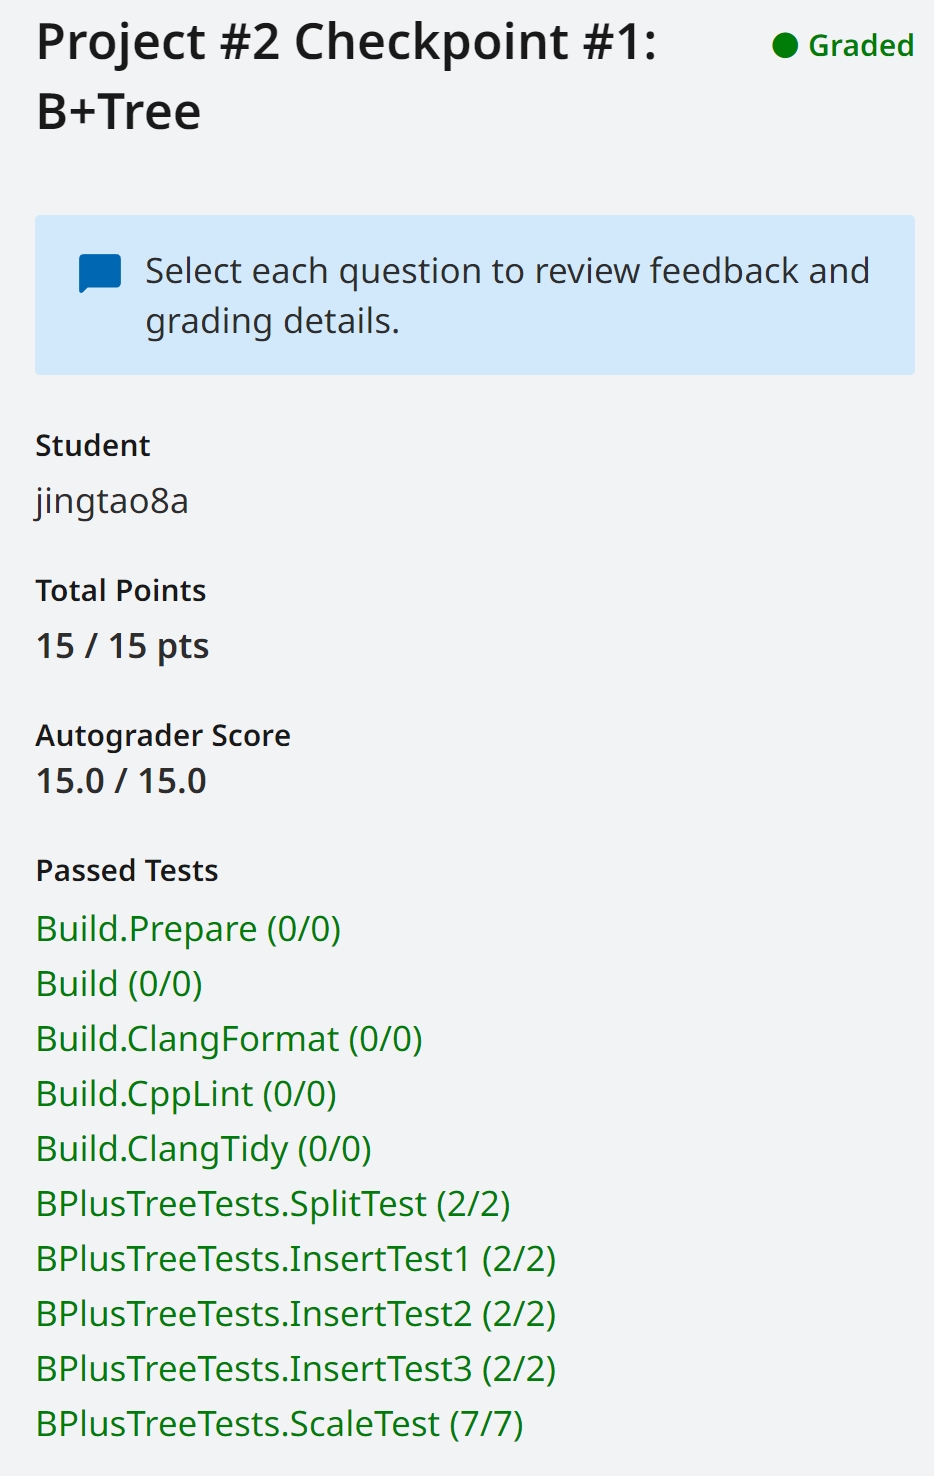 Project #2 Checkpoint #1:
B+Tree
Graded
Select each question to review feedback and
grading details.
Student
jingtao8a
Total Points
15 / 15 pts
Autograder Score
15.0 / 15.0
Passed Tests
Build.Prepare (0/0)
Build (0/0)
Build.ClangFormat (0/0)
Build.CppLint (0/0)
Build.ClangTidy (0/0)
BPlusTreeTests.SplitTest (2/2)
BPlusTreeTests.InsertTest1 (2/2)
BPlusTreeTests.InsertTest2 (2/2)
BPlusTreeTests.InsertTest3 (2/2)
BPlusTreeTests.ScaleTest (7/7)